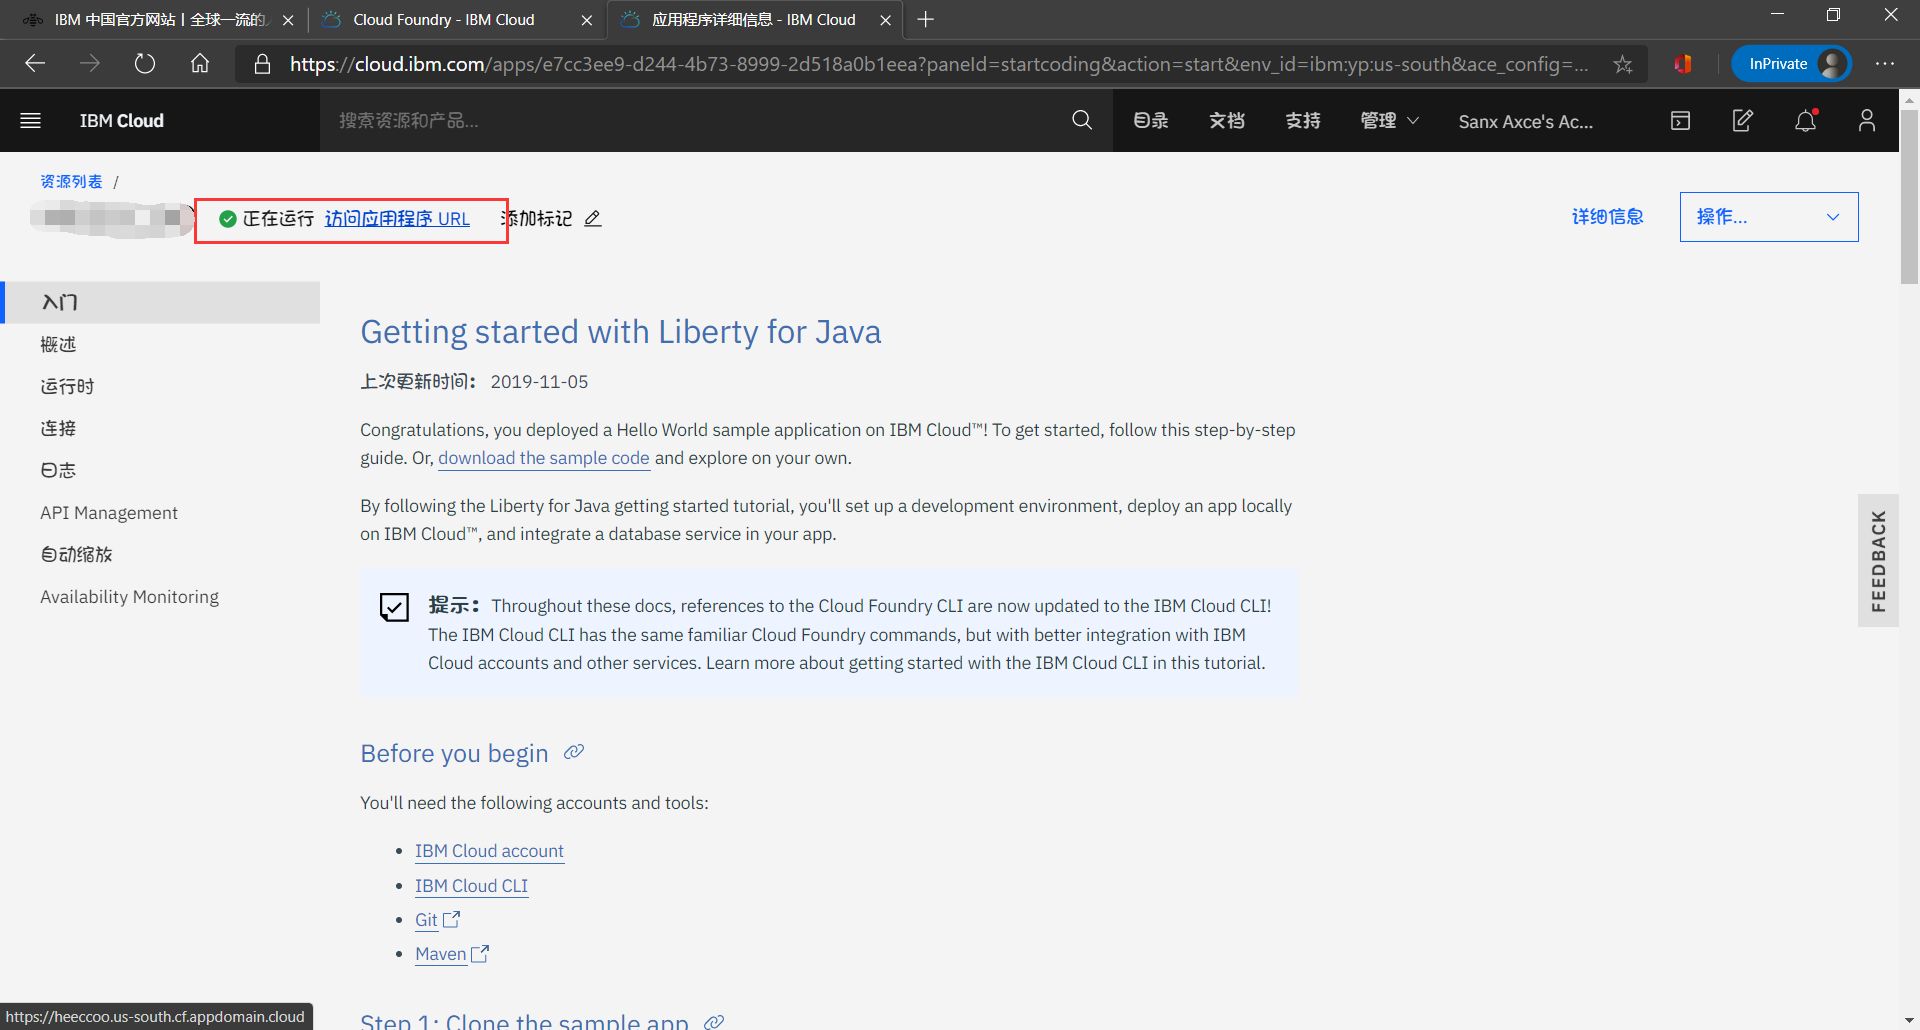 IBM 中国官方网站 | 全球一流的
Cloud Foundry - IBM Cloud
应用程序详细信息 - IBM Cloud
https://cloud.ibm.com/apps/e7cc3ee9-d244-4b73-8999-2d518a0b1eea?paneId=startcoding&action=start&env_id=ibm:yp:us-south&ace_config=...
InPrivate
IBM Cloud
搜索资源和产品...
目录
文档
支持
管理
Sanx Axce's Ac...
资源列表 /
正在运行 访问应用程序 URL
添加标记
详细信息
操作...
入门
概述
运行时
连接
日志
API Management
自动缩放
Availability Monitoring
Getting started with Liberty for Java
上次更新时间： 2019-11-05
Congratulations, you deployed a Hello World sample application on IBM Cloud™! To get started, follow this step-by-step
guide. Or, download the sample code and explore on your own.
By following the Liberty for Java getting started tutorial, you'll set up a development environment, deploy an app locally
on IBM Cloud™, and integrate a database service in your app.
提示： Throughout these docs, references to the Cloud Foundry CLI are now updated to the IBM Cloud CLI!
The IBM Cloud CLI has the same familiar Cloud Foundry commands, but with better integration with IBM
Cloud accounts and other services. Learn more about getting started with the IBM Cloud CLI in this tutorial.
Before you begin
You'll need the following accounts and tools:
• IBM Cloud account
• IBM Cloud CLI
• Git
• Maven
Step 1: Clone the sample app
FEEDBACK
https://heeccoo.us-south.cf.appdomain.cloud